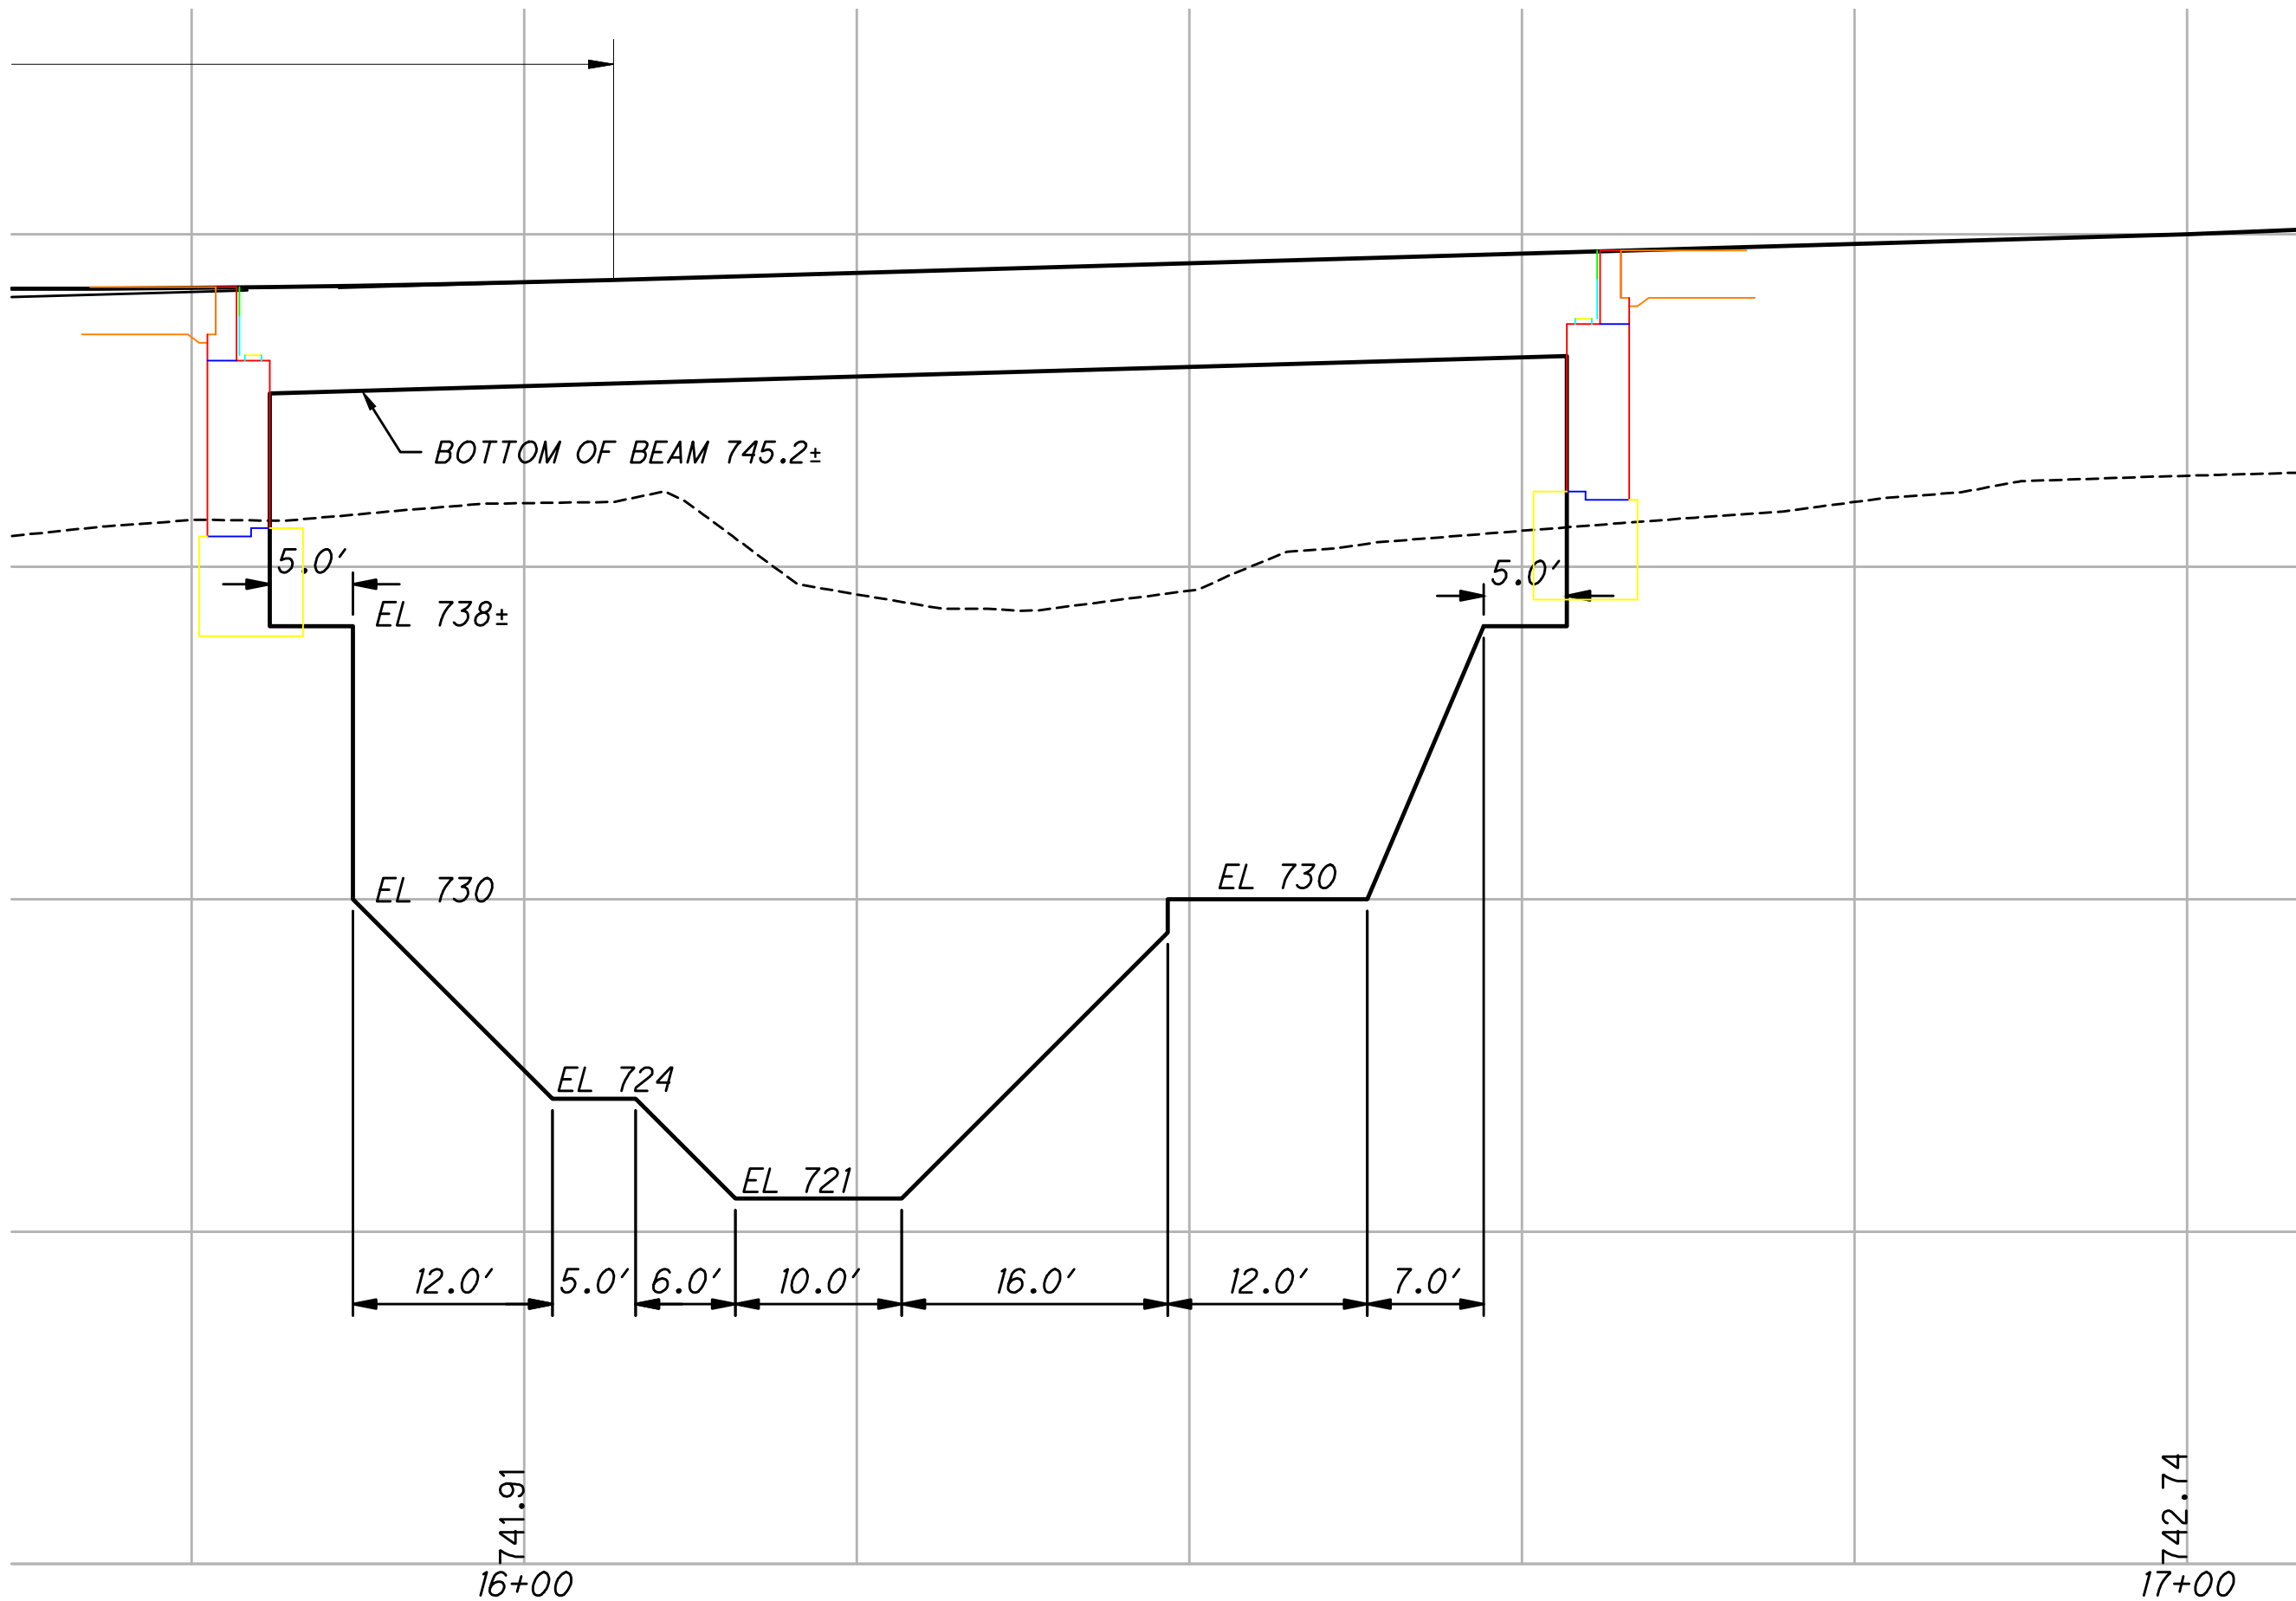 BOTTOM OF BEAM 745.2±
5.0'
5.0'
EL 738±
EL 730
EL 730
EL 724
EL 721
12.0' 5.0' 6.0' 10.0' 16.0' 12.0' 7.0'
741.91
742.74
16+00
17+00